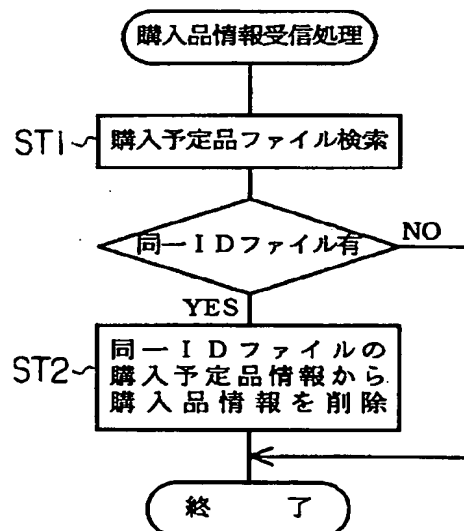 購入品情報受信処理
ST1
購入予定品ファイル検索
同一IDファイル有
NO
YES
ST2
同一IDファイルの
購入予定品情報から
購入品情報を削除
終 了